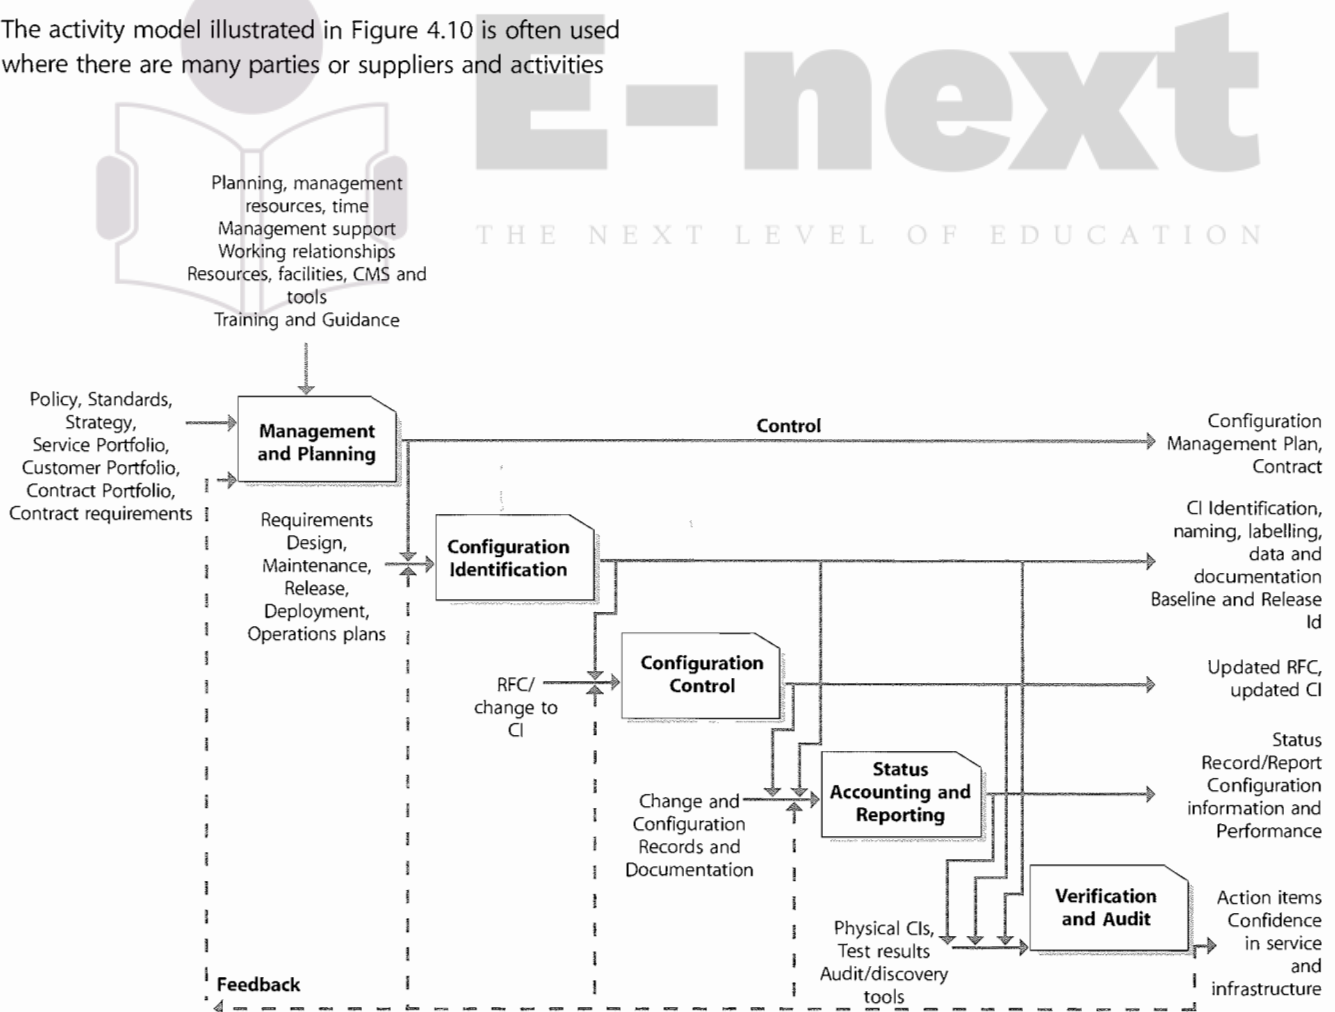 The activity model illustrated in Figure 4.10 is often used
where there are many parties or suppliers and activities
E-next
THE NEXT LEVEL OF EDUCATION
Planning, management
resources, time
Management support
Working relationships
Resources, facilities, CMS and
tools
Training and Guidance
Policy, Standards,
Strategy,
Service Portfolio,
Customer Portfolio,
Contract Portfolio,
Contract requirements
Management
and Planning
Control
Configuration
Management Plan,
Contract
Requirements
Design,
Maintenance,
Release,
Deployment,
Operations plans
Configuration
Identification
CI Identification,
naming, labelling,
data and
documentation
Baseline and Release
Id
RFC/
change to
CI
Configuration
Control
Updated RFC,
updated CI
Change and
Configuration
Records and
Documentation
Status
Accounting and
Reporting
Status
Record/Report
Configuration
information and
Performance
Physical CIs,
Test results
Audit/discovery
tools
Verification
and Audit
Action items
Confidence
in service
and
infrastructure
Feedback